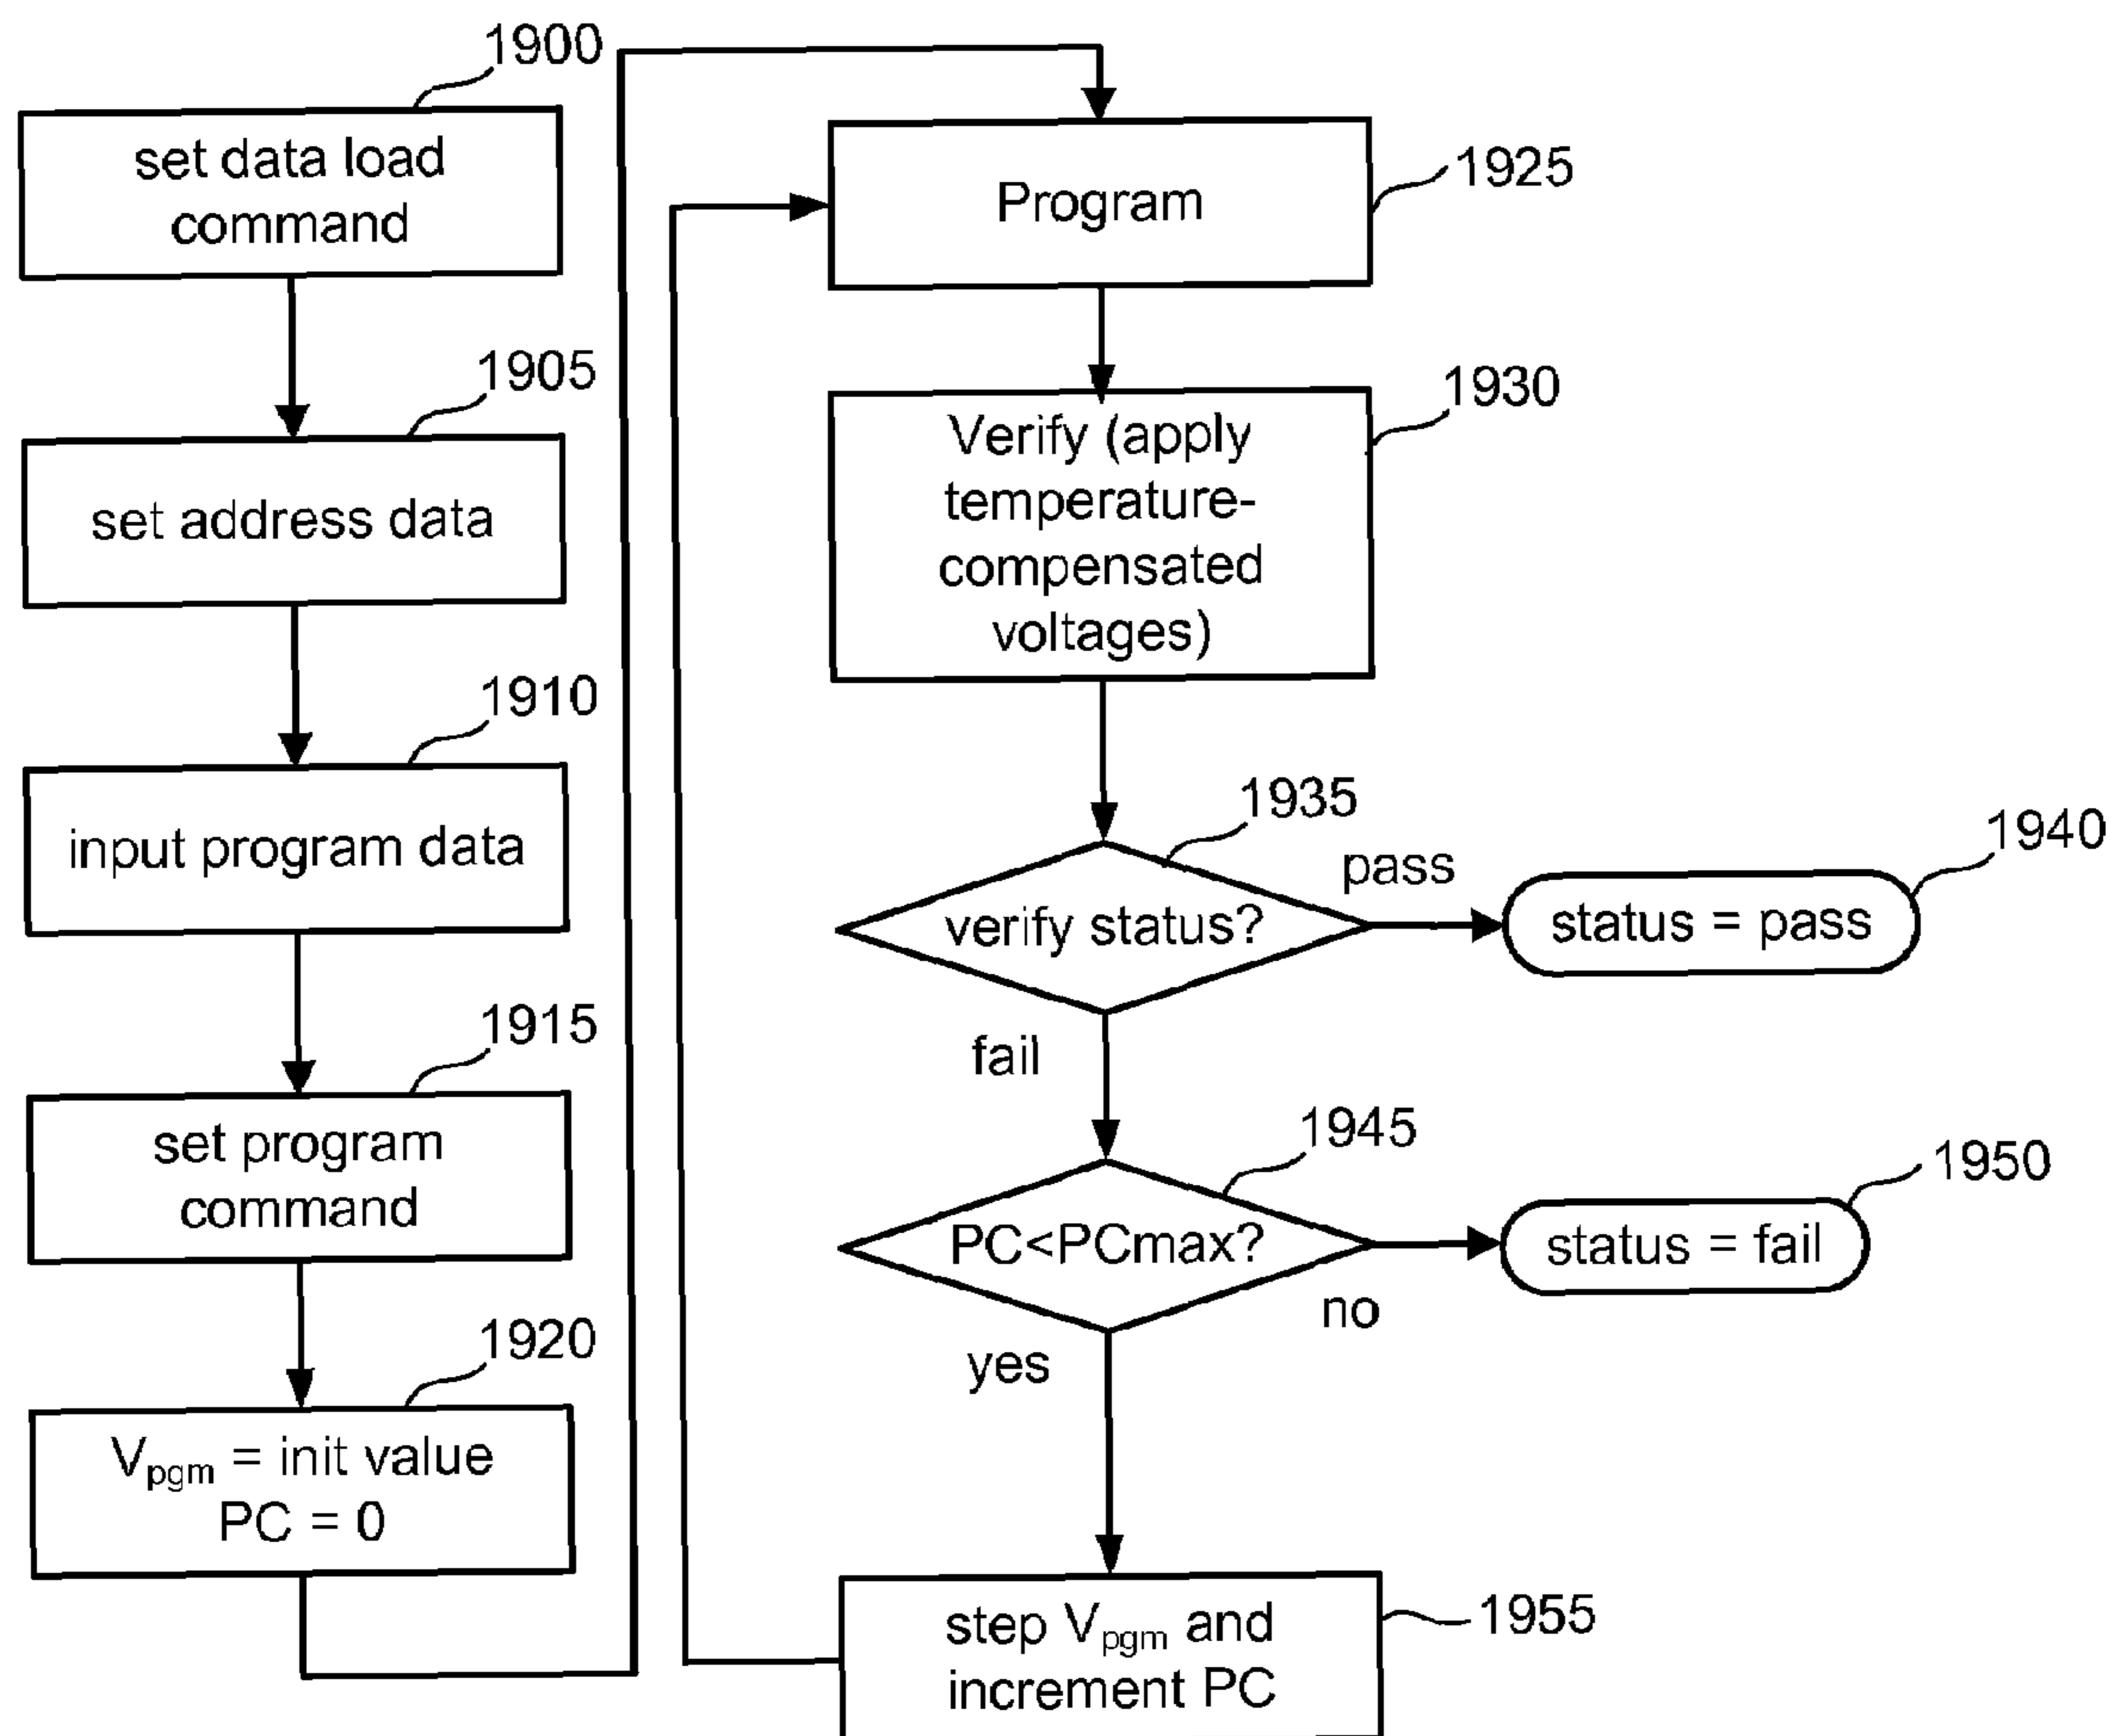 1900
set data load
command
1905
set address data
1910
input program data
1915
set program
command
1920
Vpgm = init value
PC = 0
Program
1925
1930
Verify (apply
temperature-
compensated
voltages)
1935
verify status?
pass
1940
status = pass
fail
1945
PC<PCmax?
1950
status = fail
no
yes
step Vpgm and
increment PC
1955